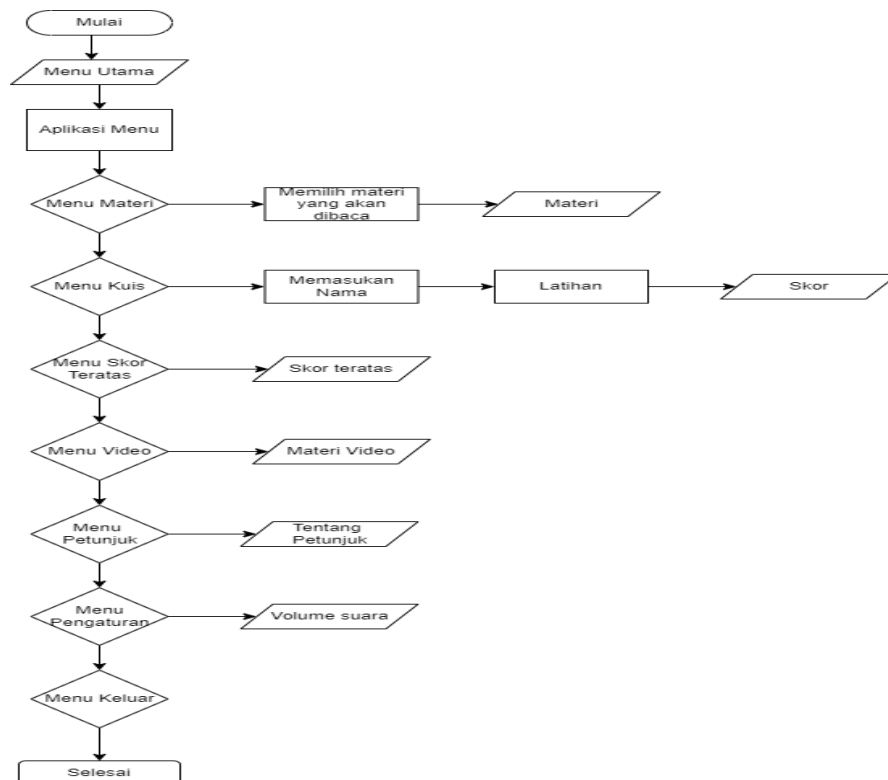 Mulai
Menu Utama
Aplikasi Menu
Menu Materi
Memilih materi
yang akan
dibaca
Materi
Menu Kuis
Memasukan
Nama
Latihan
Skor
Menu Skor
Teratas
Skor teratas
Menu Video
Materi Video
Menu
Petunjuk
Tentang
Petunjuk
Menu
Pengaturan
Volume suara
Menu Keluar
Selesai